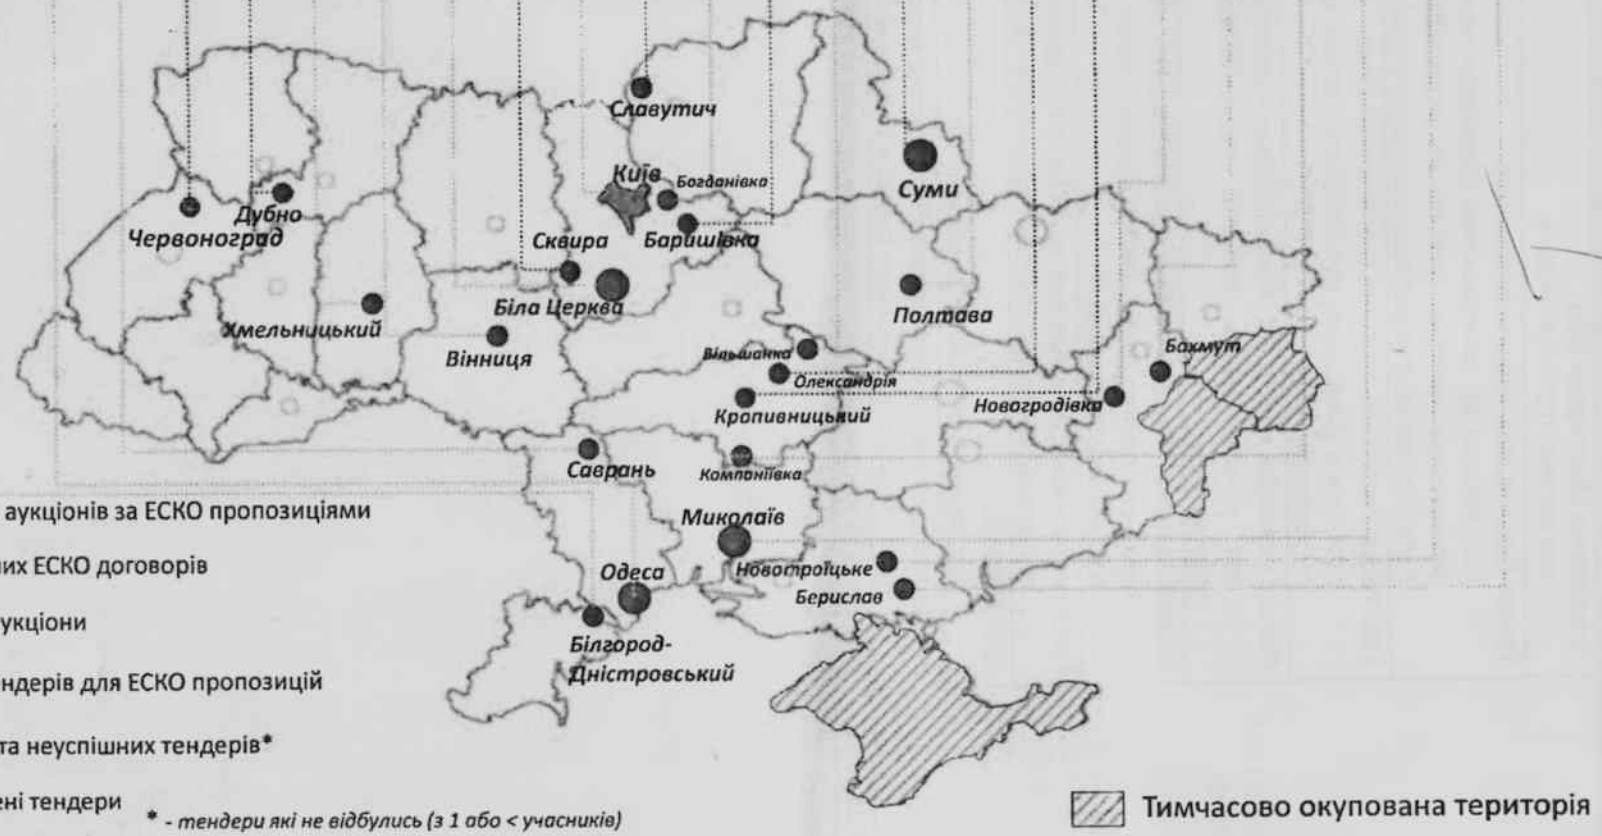 Славутич
Київ
Богданівка
Суми
Дубно
Червоноград
Сквира
Баришівка
Біла Церква
Полтава
Хмельницький
Вінниця
Вільшанка
Бахмут
Олександрія
Кропивницький
Новогродівка
Саврань
Компаніївка
аукціонів за ЕСКО пропозиціями
Миколаїв
них ЕСКО договорів
Одеса
Новотроїцьке
Берислав
укціони
Білгород-
Дністровський
ндерів для ЕСКО пропозицій
та неуспішних тендерів*
ені тендери
* - тендери які не відбулись (з 1 або < учасників)
Тимчасово окупована територія